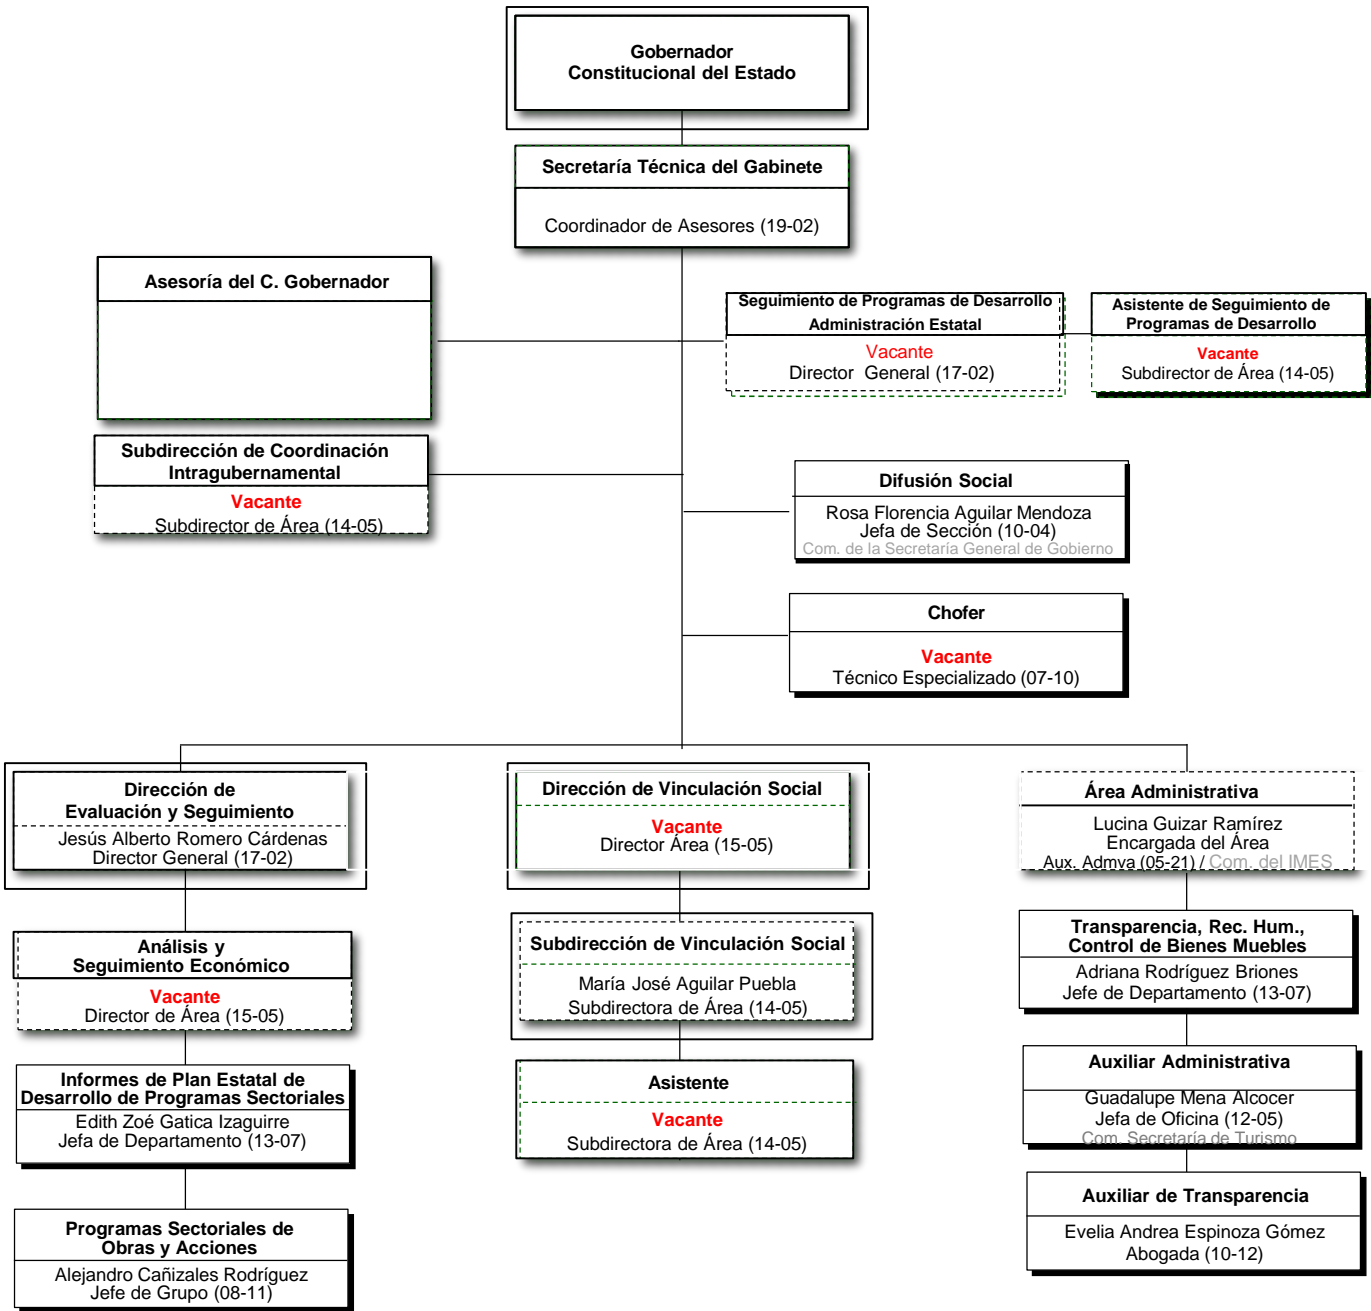 Gobernador
Constitucional del Estado
Secretaría Técnica del Gabinete
Coordinador de Asesores (19-02)
Asesoría del C. Gobernador
Seguimiento de Programas de Desarrollo
Administración Estatal
Vacante
Director  General (17-02)
Asistente de Seguimiento de
Programas de Desarrollo
Vacante
Subdirector de Área (14-05)
Subdirección de Coordinación
Intragubernamental
Vacante
Subdirector de Área (14-05)
Difusión Social
Rosa Florencia Aguilar Mendoza
Jefa de Sección (10-04)
Com. de la Secretaría General de Gobierno
Chofer
Vacante
Técnico Especializado (07-10)
Dirección de
Evaluación y Seguimiento
Jesús Alberto Romero Cárdenas
Director General (17-02)
Dirección de Vinculación Social
Vacante
Director Área (15-05)
Área Administrativa
Lucina Guizar Ramírez
Encargada del Área
Aux. Admva (05-21) / Com. del IMES
Análisis y
Seguimiento Económico
Vacante
Director de Área (15-05)
Subdirección de Vinculación Social
María José Aguilar Puebla
Subdirectora de Área (14-05)
Transparencia, Rec. Hum.,
Control de Bienes Muebles
Adriana Rodríguez Briones
Jefe de Departamento (13-07)
Informes de Plan Estatal de
Desarrollo de Programas Sectoriales
Edith Zoé Gatica Izaguirre
Jefa de Departamento (13-07)
Asistente
Vacante
Subdirectora de Área (14-05)
Auxiliar Administrativa
Guadalupe Mena Alcocer
Jefa de Oficina (12-05)
Com. Secretaría de Turismo
Programas Sectoriales de
Obras y Acciones
Alejandro Cañizales Rodríguez
Jefe de Grupo (08-11)
Auxiliar de Transparencia
Evelia Andrea Espinoza Gómez
Abogada (10-12)